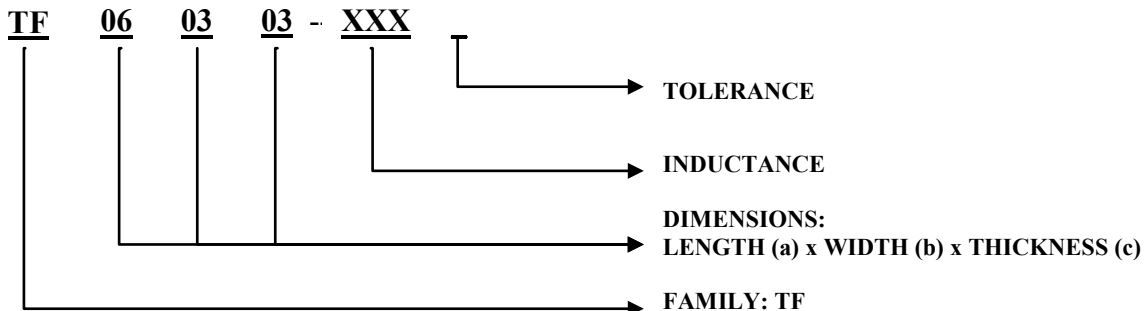 TF 06 03 03 - XXX _
TOLERANCE
INDUCTANCE
DIMENSIONS:
LENGTH (a) x WIDTH (b) x THICKNESS (c)
FAMILY: TF